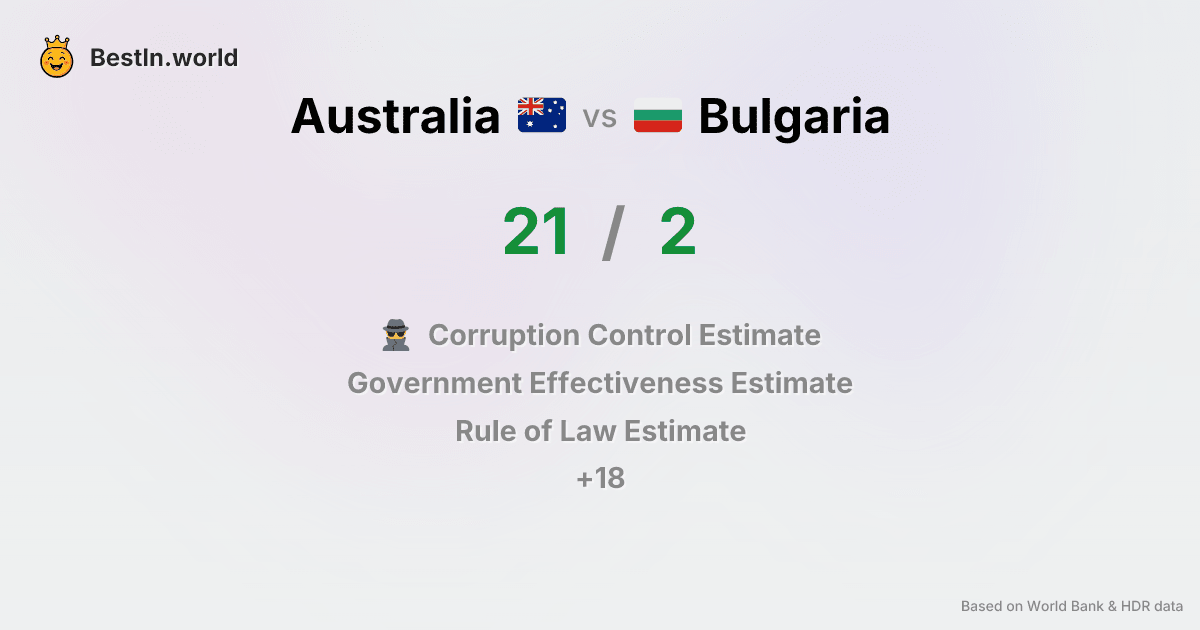 BestIn.world
Australia vs Bulgaria
21 / 2
Corruption Control Estimate
Government Effectiveness Estimate
Rule of Law Estimate
+18
Based on World Bank & HDR data